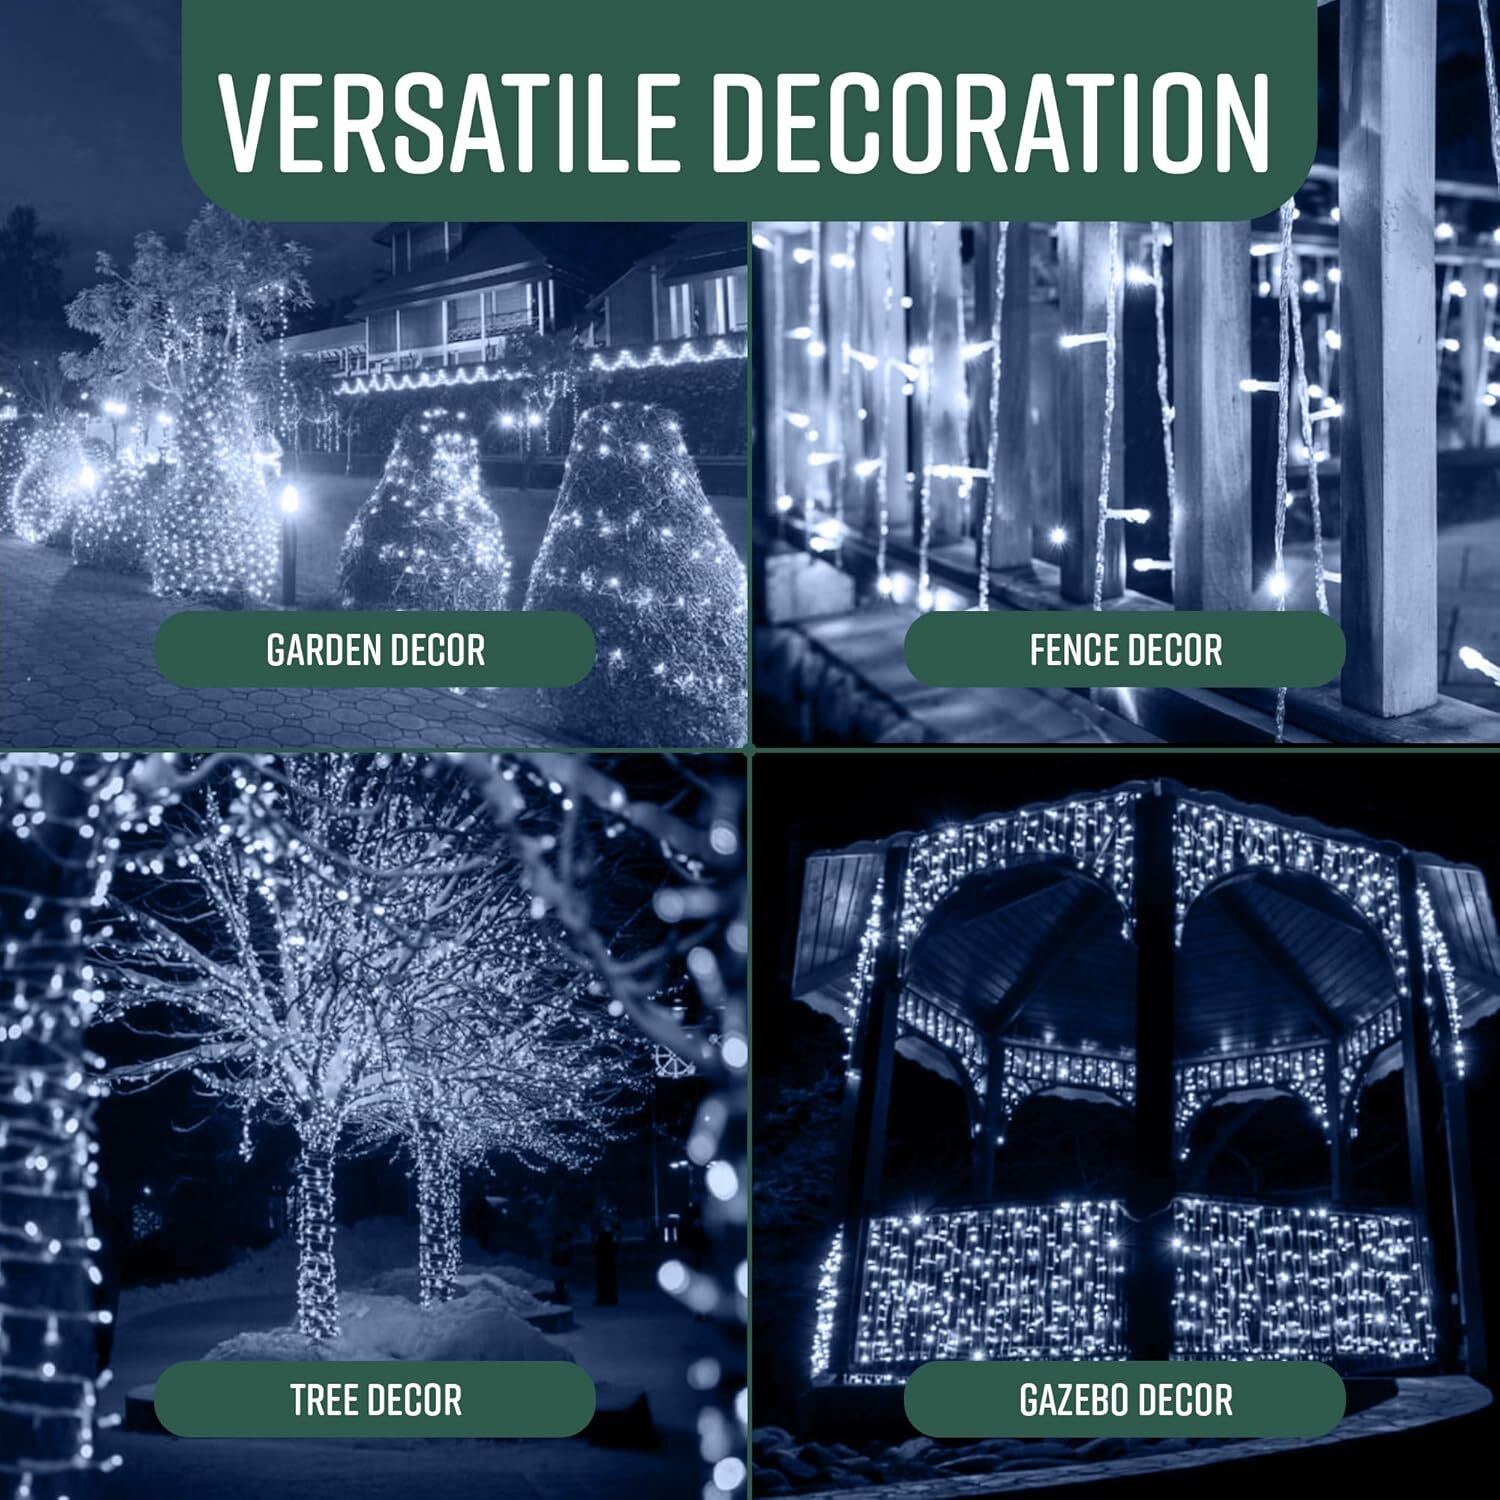 VERSATILE DECORATION
GARDEN DECOR
FENCE DECOR
TREE DECOR
GAZEBO DECOR